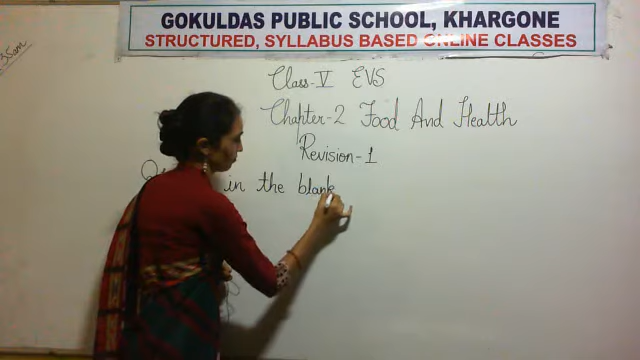 GOKULDAS PUBLIC SCHOOL, KHARGONE
STRUCTURED, SYLLABUS BASED ONLINE CLASSES
Class-V EVS
Chapter-2 Food And Health
Revision-1
in the blank